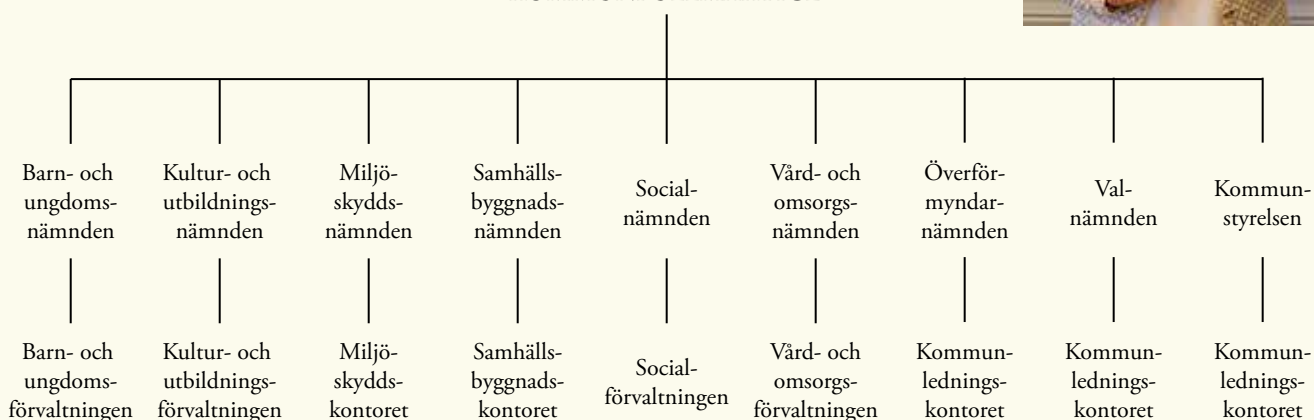 Barn- och
ungdoms-
nämnden
Kultur- och
utbildnings-
nämnden
Miljö-
skydds-
nämnden
Samhälls-
byggnads-
nämnden
Social-
nämnden
Vård- och
omsorgs-
nämnden
Överför-
myndar-
nämnden
Val-
nämnden
Kommun-
styrelsen
Barn- och
ungdoms-
förvaltningen
Kultur- och
utbildnings-
förvaltningen
Miljö-
skydds-
kontoret
Samhälls-
byggnads-
kontoret
Social-
förvaltningen
Vård- och
omsorgs-
förvaltningen
Kommun-
lednings-
kontoret
Kommun-
lednings-
kontoret
Kommun-
lednings-
kontoret